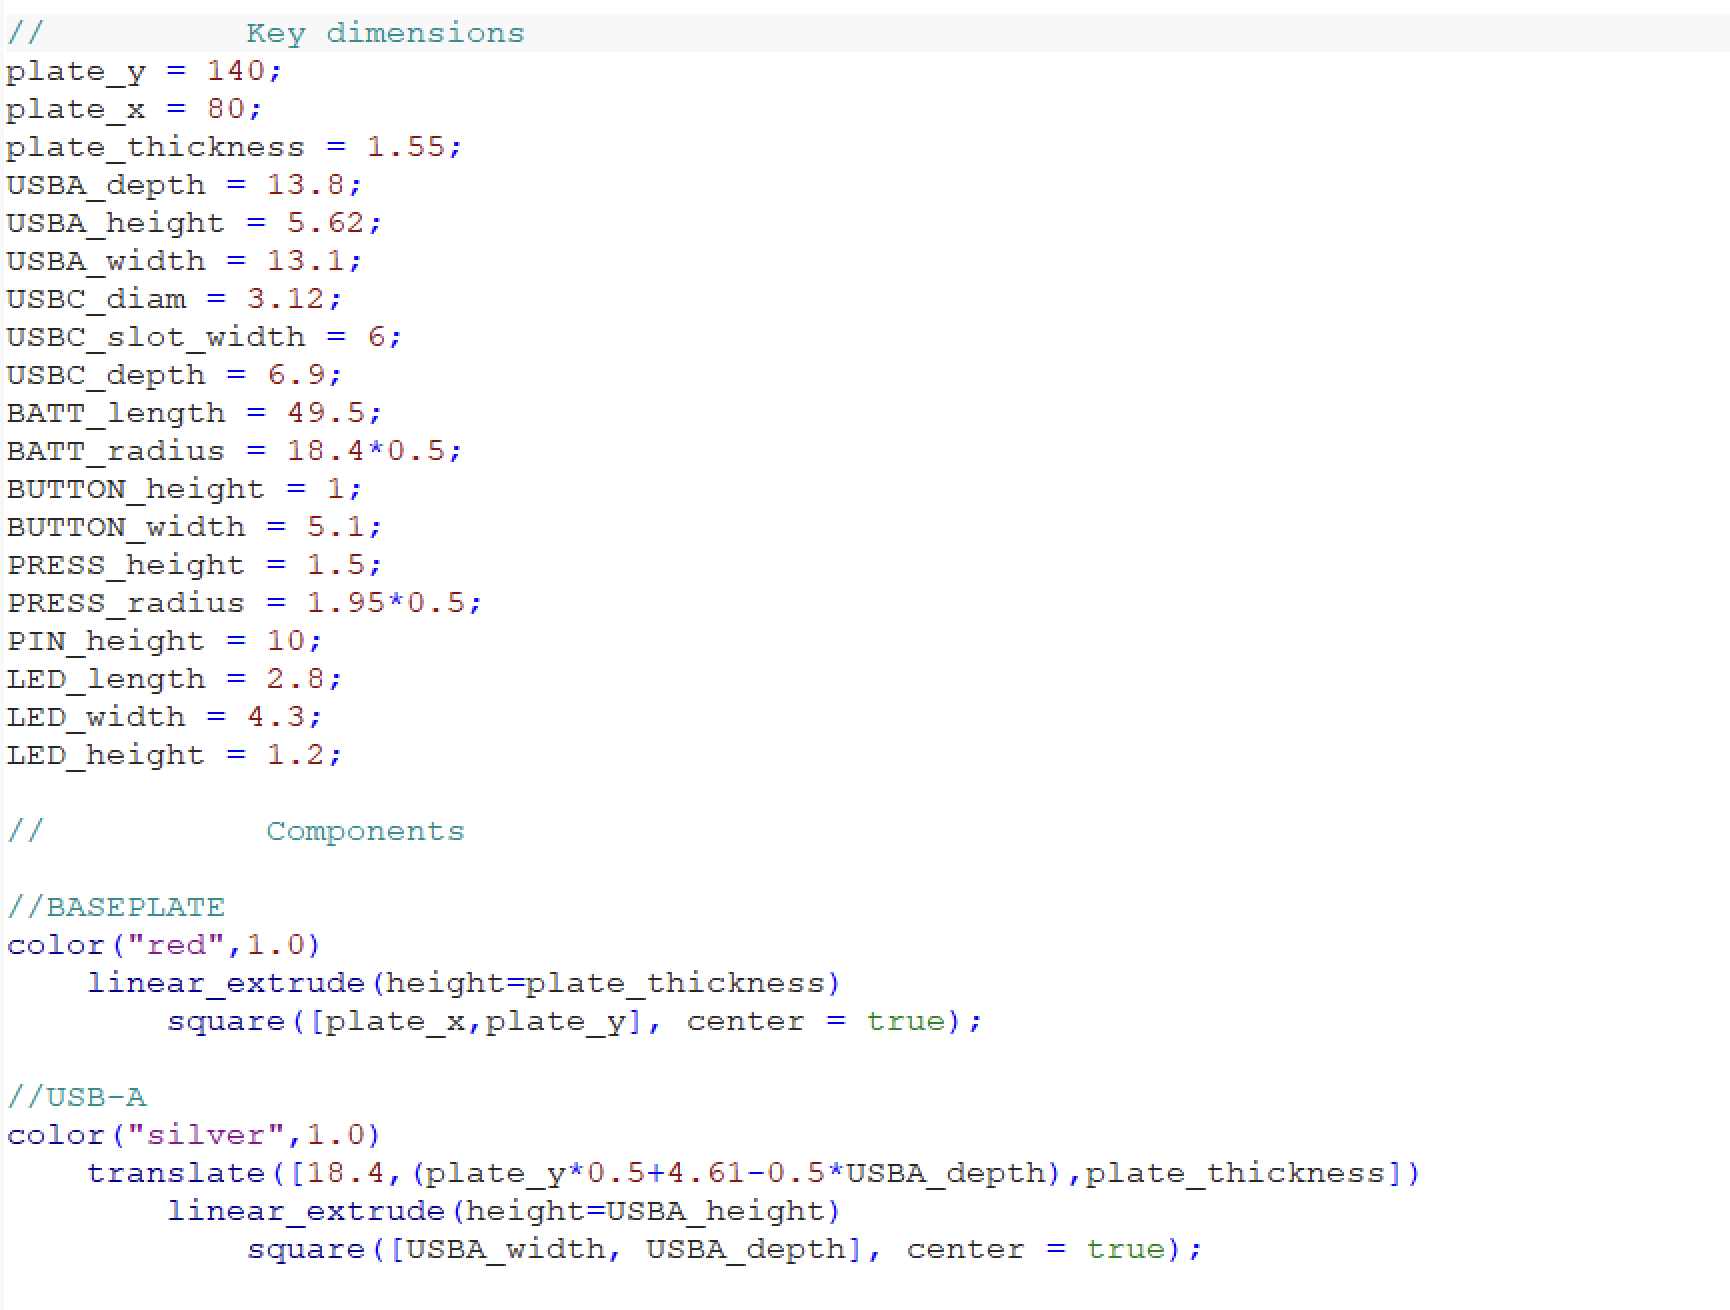 //          Key dimensions
plate_y = 140;
plate_x = 80;
plate_thickness = 1.55;
USBA_depth = 13.8;
USBA_height = 5.62;
USBA_width = 13.1;
USBC_diam = 3.12;
USBC_slot_width = 6;
USBC_depth = 6.9;
BATT_length = 49.5;
BATT_radius = 18.4*0.5;
BUTTON_height = 1;
BUTTON_width = 5.1;
PRESS_height = 1.5;
PRESS_radius = 1.95*0.5;
PIN_height = 10;
LED_length = 2.8;
LED_width = 4.3;
LED_height = 1.2;

//           Components

//BASEPLATE
color("red",1.0)
    linear_extrude(height=plate_thickness)
        square([plate_x,plate_y], center = true);

//USB-A
color("silver",1.0)
    translate([18.4,(plate_y*0.5+4.61-0.5*USBA_depth),plate_thickness])
        linear_extrude(height=USBA_height)
            square([USBA_width, USBA_depth], center = true);